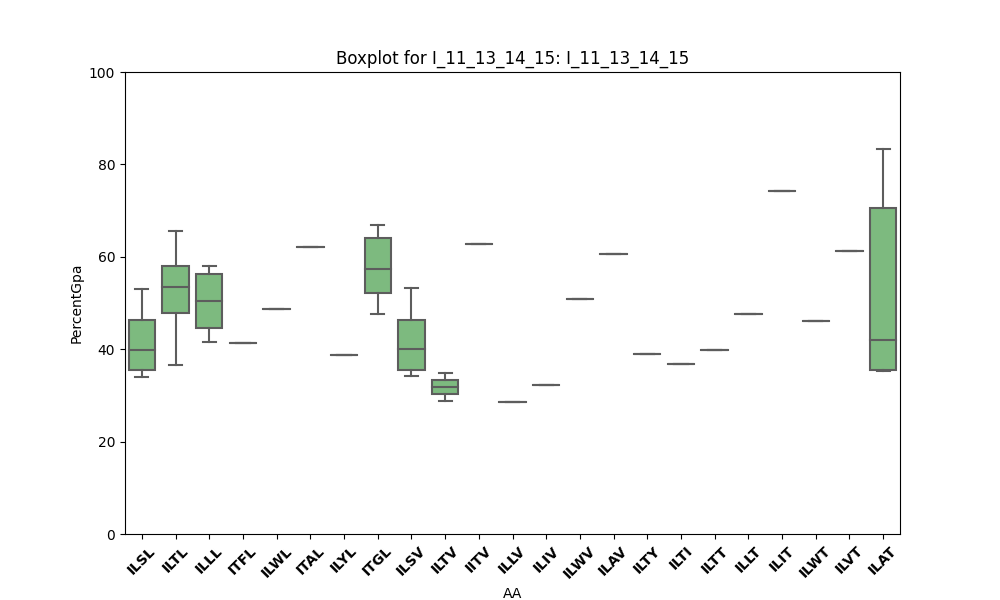 Boxplot for I_11_13_14_15: I_11_13_14_15
100
80
60
40
20
0
PercentGpa
ILSL ILTL ILLL ITFL ILWL ITAL ILYL ITGL ILSV ILTV IITV ILLV ILIV ILWV ILAV ILTY ILTI ILTT ILLT ILIT ILWT ILVT ILAT
AA